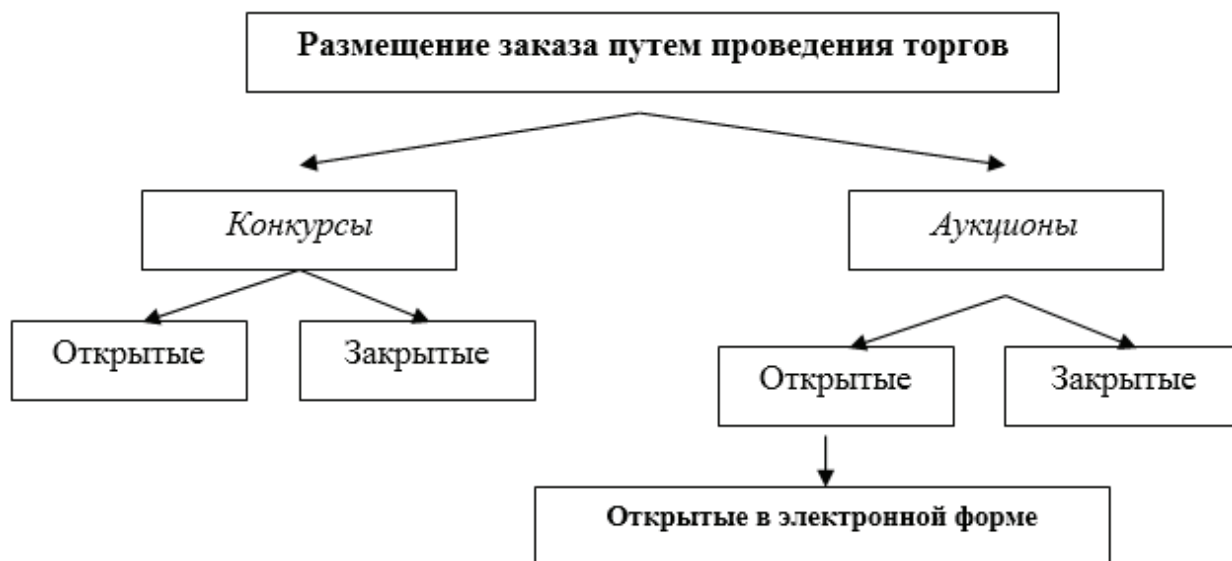 Размещение заказа путем проведения торгов
Конкурсы
Аукционы
Открытые
Закрытые
Открытые
Закрытые
Открытые в электронной форме